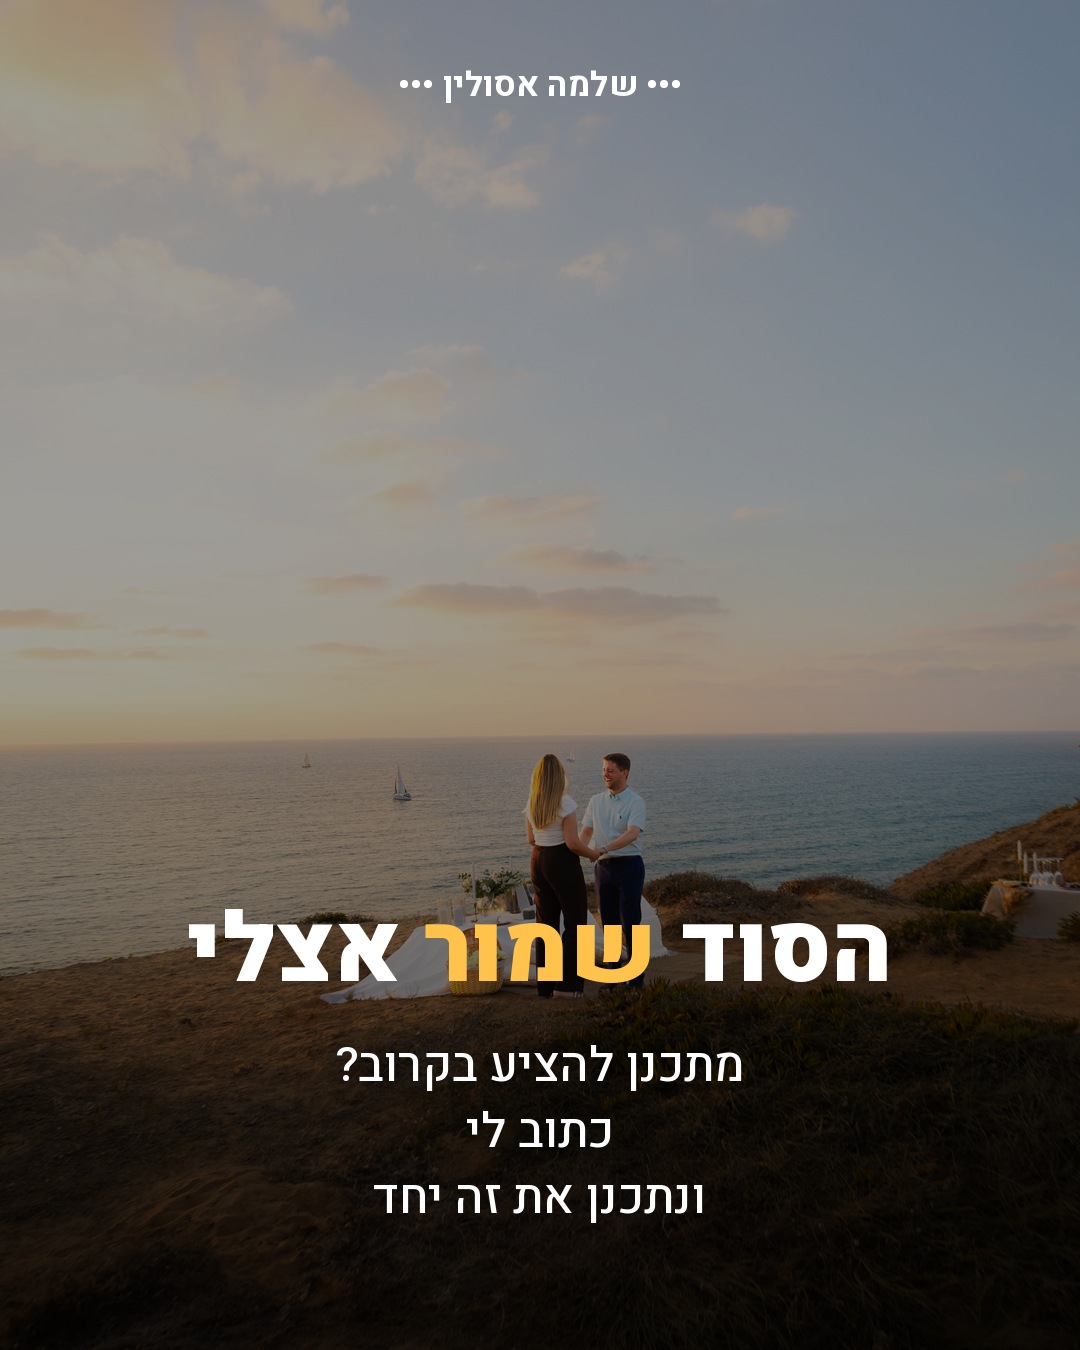 ••• שלמה אסולין •••
הסוד שמור אצלי
מתכנן להציע בקרוב?
כתוב לי
ונתכנן את זה יחד